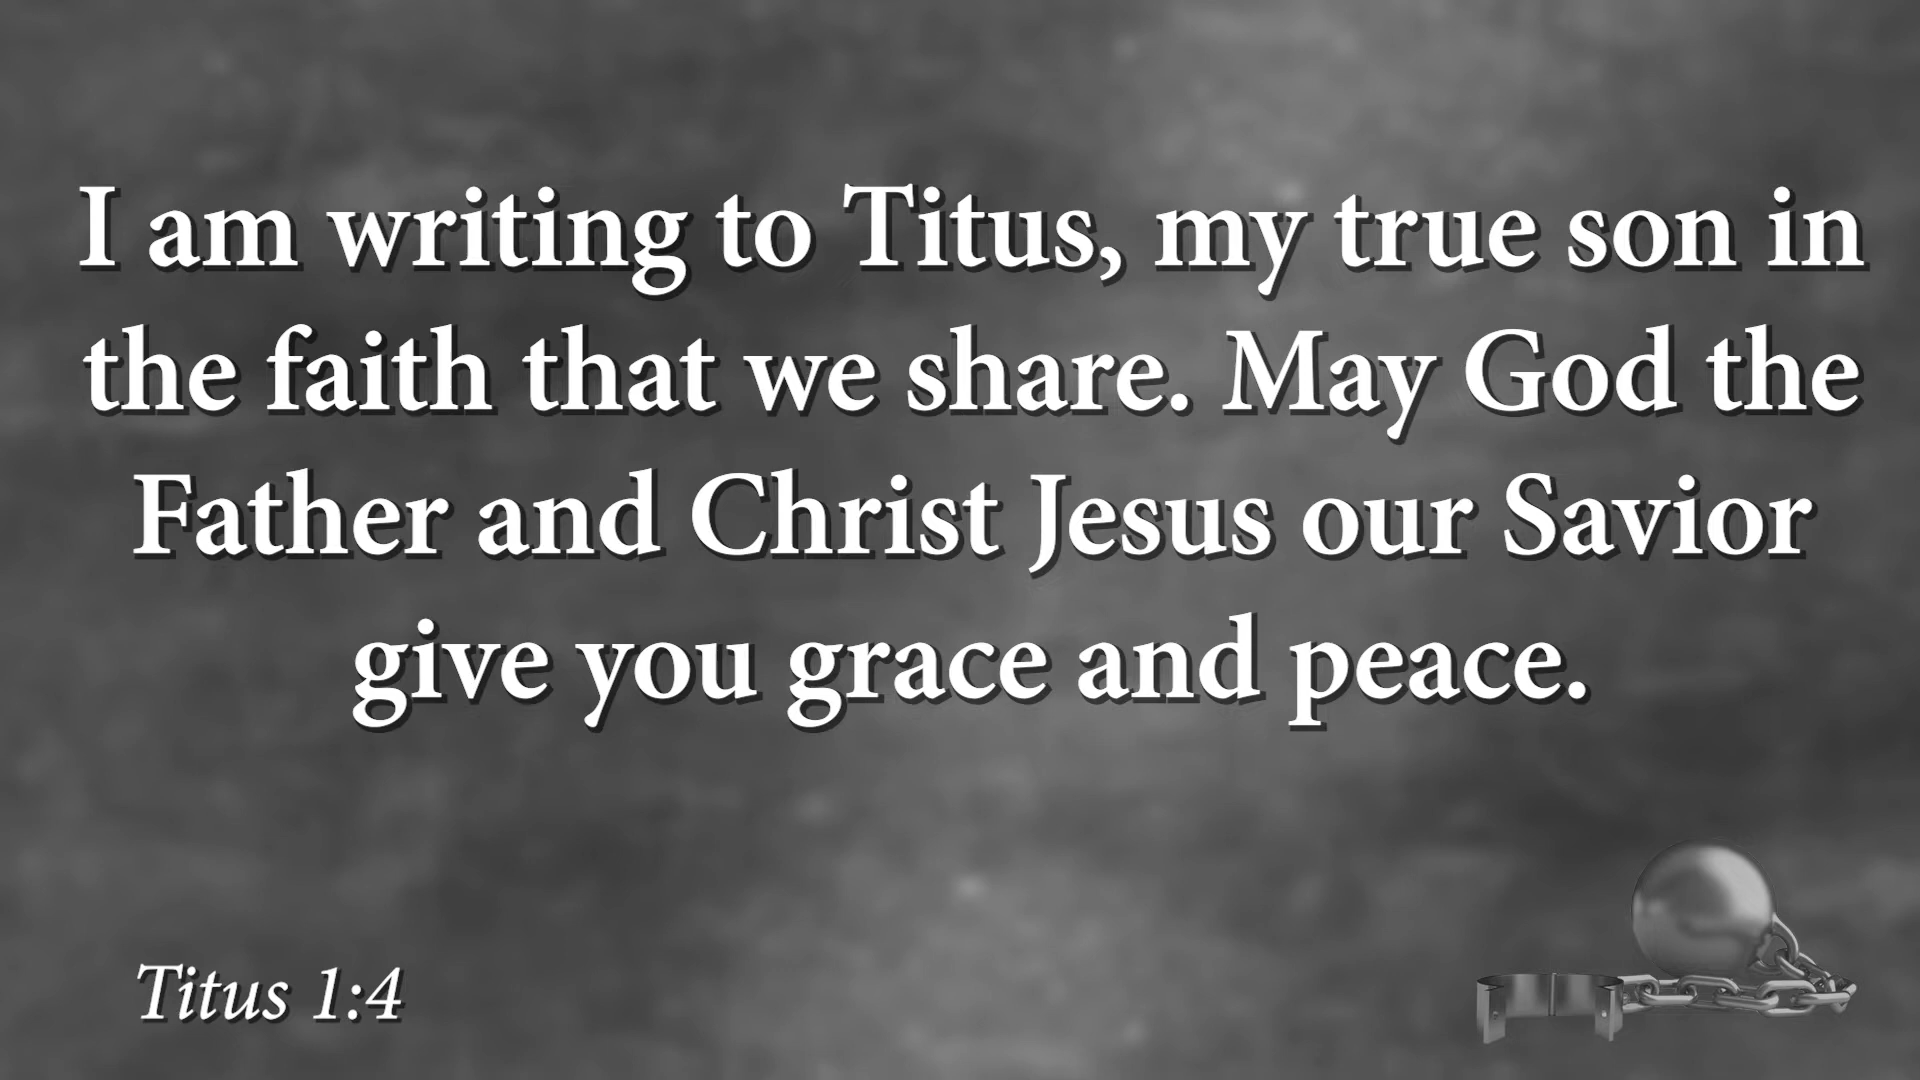 I am writing to Titus, my true son in
the faith that we share. May God the
Father and Christ Jesus our Savior
give you grace and peace.
Titus 1:4